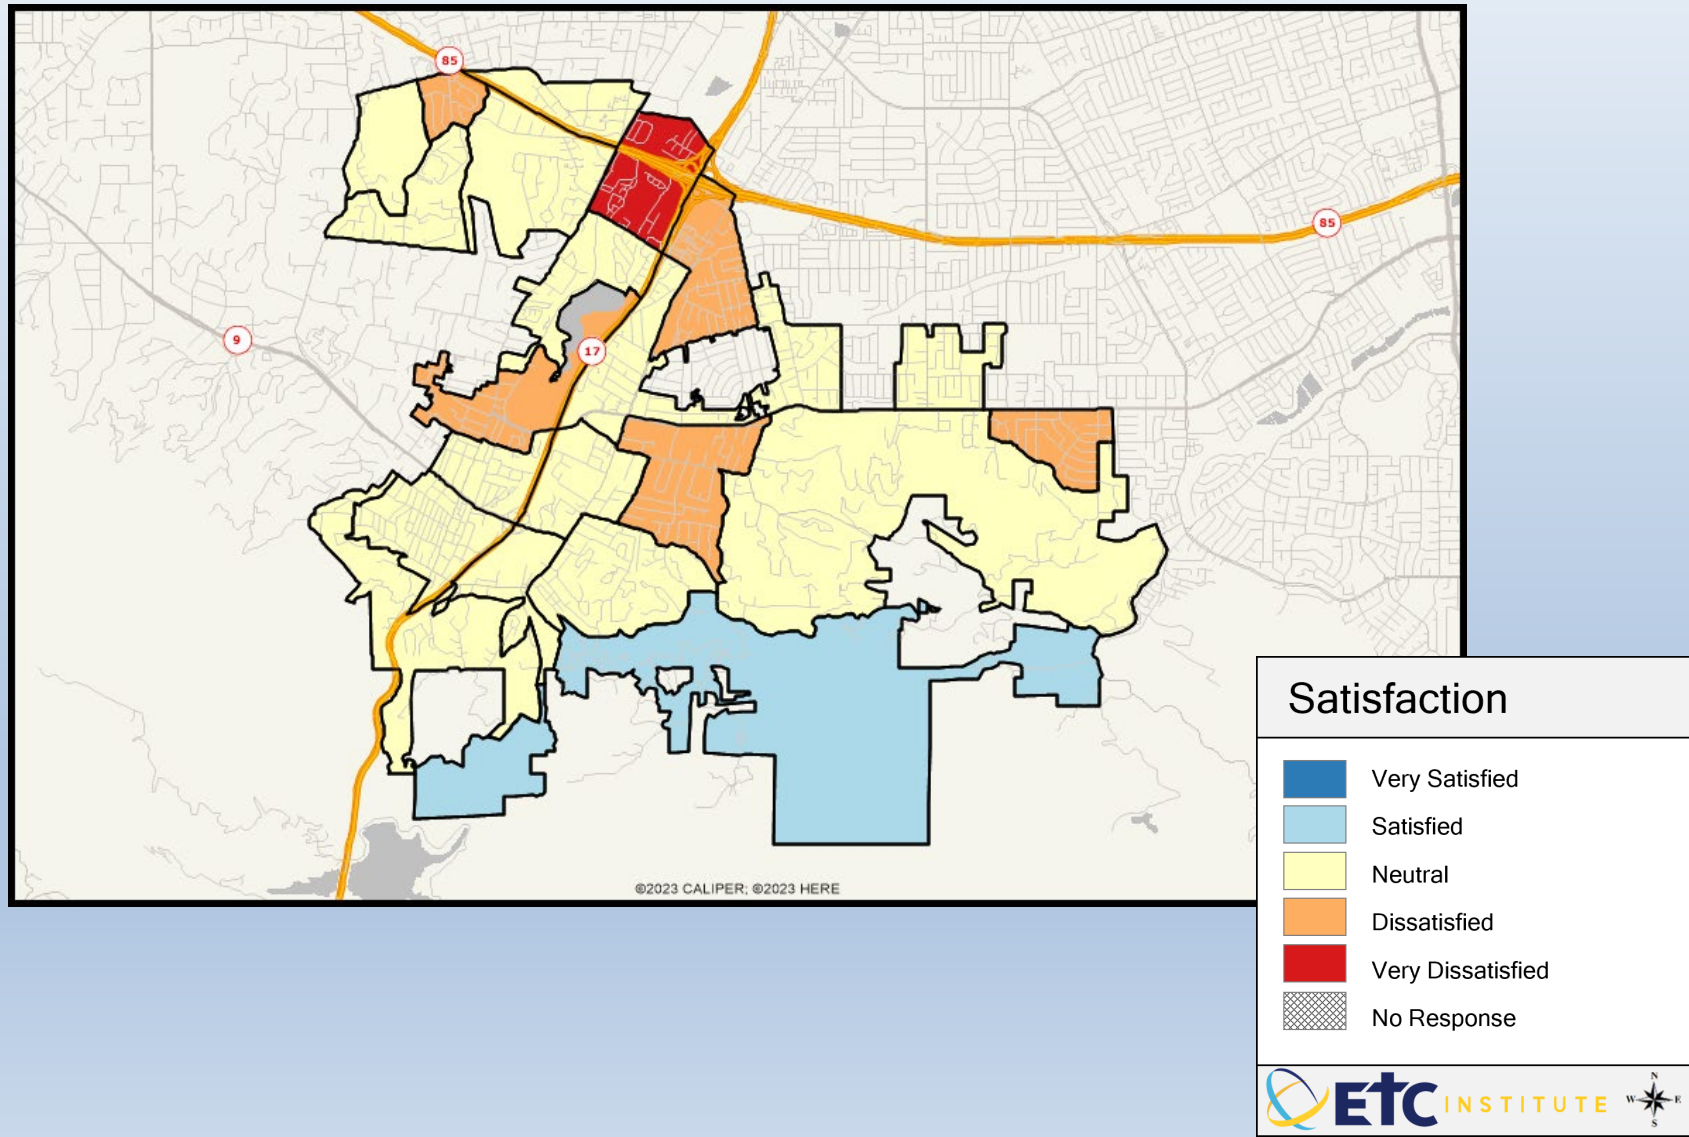 85
85
9
17
©2023 CALIPER; ©2023 HERE
Satisfaction
Very Satisfied
Satisfied
Neutral
Dissatisfied
Very Dissatisfied
No Response
ETC INSTITUTE
N
W E
S